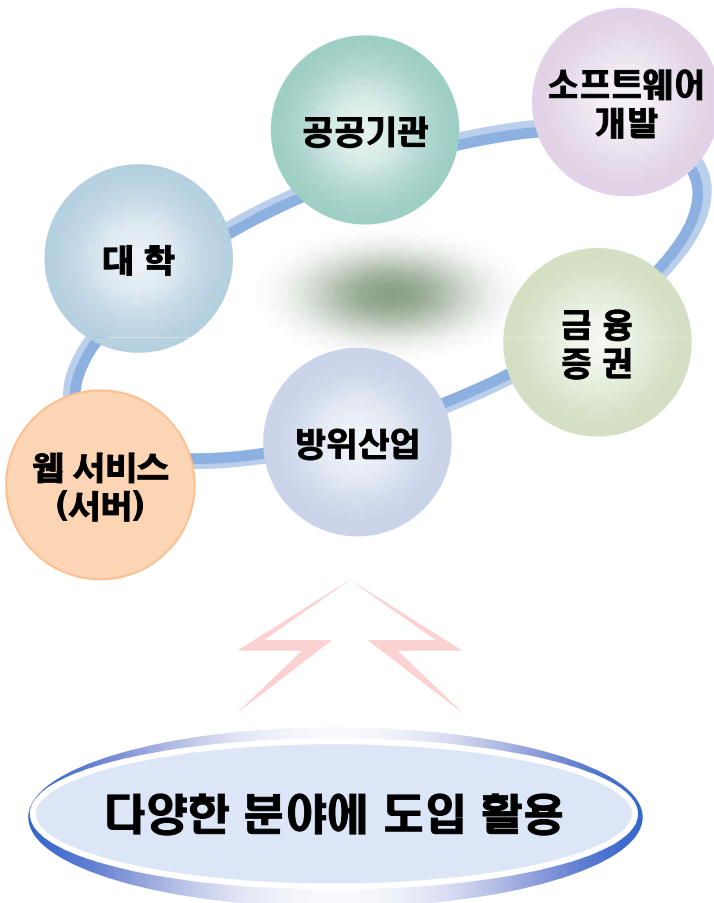 소프트웨어
개발
공공기관
대 학
금 융
증 권
방위산업
웹 서비스
(서버)
다양한 분야에 도입 활용